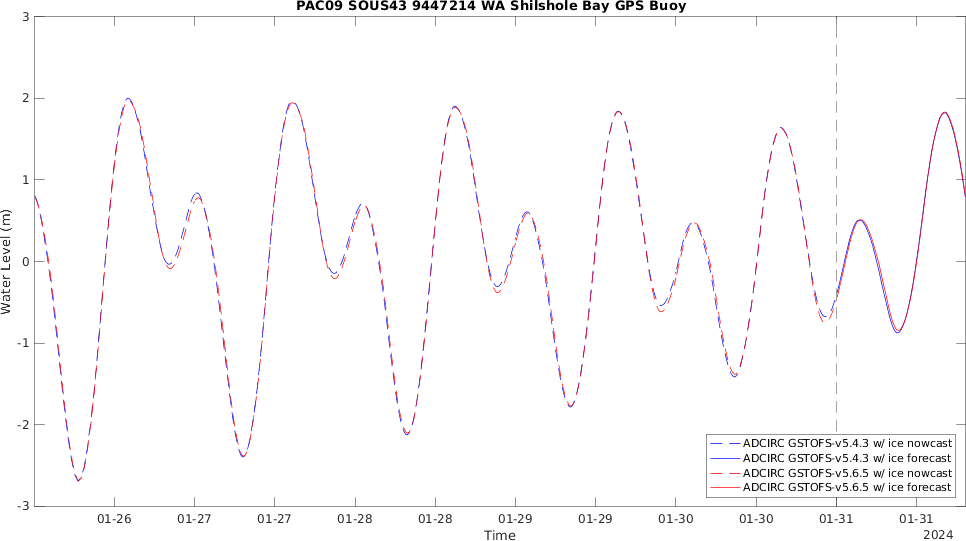 PAC09 SOUS43 9447214 WA Shilshole Bay GPS Buoy
3
2
1
0
-1
-2
-3
Water Level (m)
ADCIRC GSTOFS-v5.4.3 w/ ice nowcast
ADCIRC GSTOFS-v5.4.3 w/ ice forecast
ADCIRC GSTOFS-v5.6.5 w/ ice nowcast
ADCIRC GSTOFS-v5.6.5 w/ ice forecast
01-26 01-27 01-27 01-28 01-28 01-29 01-29 01-30 01-30 01-31 01-31
Time
2024